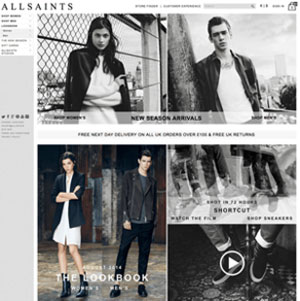 ALLSAINTS
STORE FINDER | CUSTOMER EXPERIENCE
SHOP WOMEN'S
NEW SEASON ARRIVALS
SHOP MEN'S
FREE NEXT DAY DELIVERY ON ALL UK ORDERS OVER £100 & FREE UK RETURNS
SHOT IN 72 HOURS
SHORTCUT
WATCH THE FILM
SHOP SNEAKERS
AUGUST 2014
THE LOOKBOOK
WOMEN'S
MEN'S